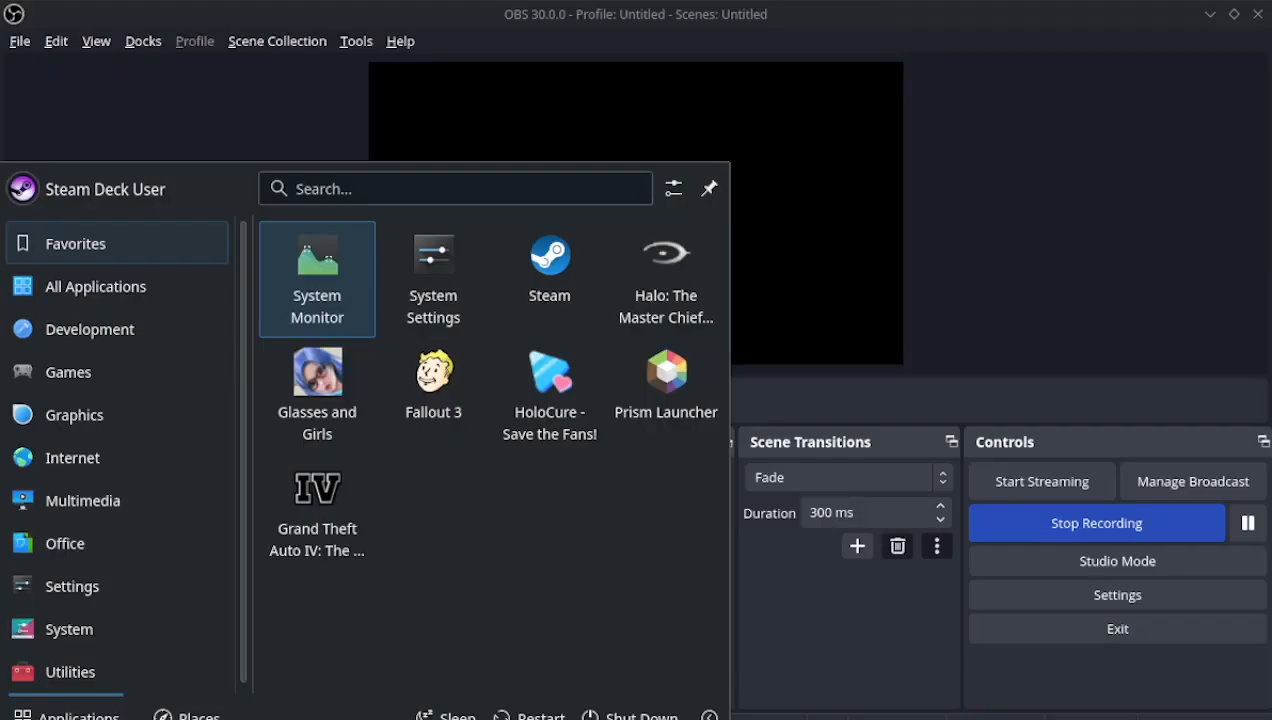 OBS 30.0.0 - Profile: Untitled - Scenes: Untitled
File Edit View Docks Profile Scene Collection Tools Help
Steam Deck User
Search...
Favorites
All Applications
Development
Games
Graphics
Internet
Multimedia
Office
Settings
System
Utilities
System
Monitor
System
Settings
Steam
Halo: The
Master Chief...
Glasses and
Girls
Fallout 3
HoloCure -
Save the Fans!
Prism Launcher
IV
Grand Theft
Auto IV: The ...
Applications
Places
Sleep
Restart
Shut Down
Scene Transitions
Fade
Duration 300 ms
Controls
Start Streaming
Manage Broadcast
Stop Recording
Studio Mode
Settings
Exit